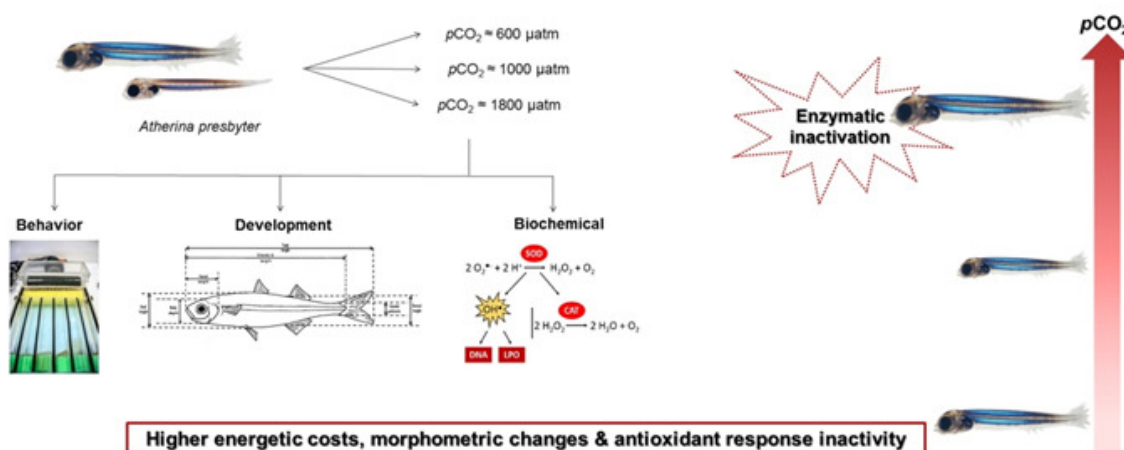 pCO₂ ≈ 600 µatm
pCO₂ ≈ 1000 µatm
pCO₂ ≈ 1800 µatm
Atherina presbyter
Behavior
Development
Biochemical
SOD
2 O₂•⁻ + 2 H⁺ → H₂O₂ + O₂
OH•
CAT
2 H₂O₂ → 2 H₂O + O₂
DNA
LPO
pCO₂
Enzymatic
inactivation
Higher energetic costs, morphometric changes & antioxidant response inactivity